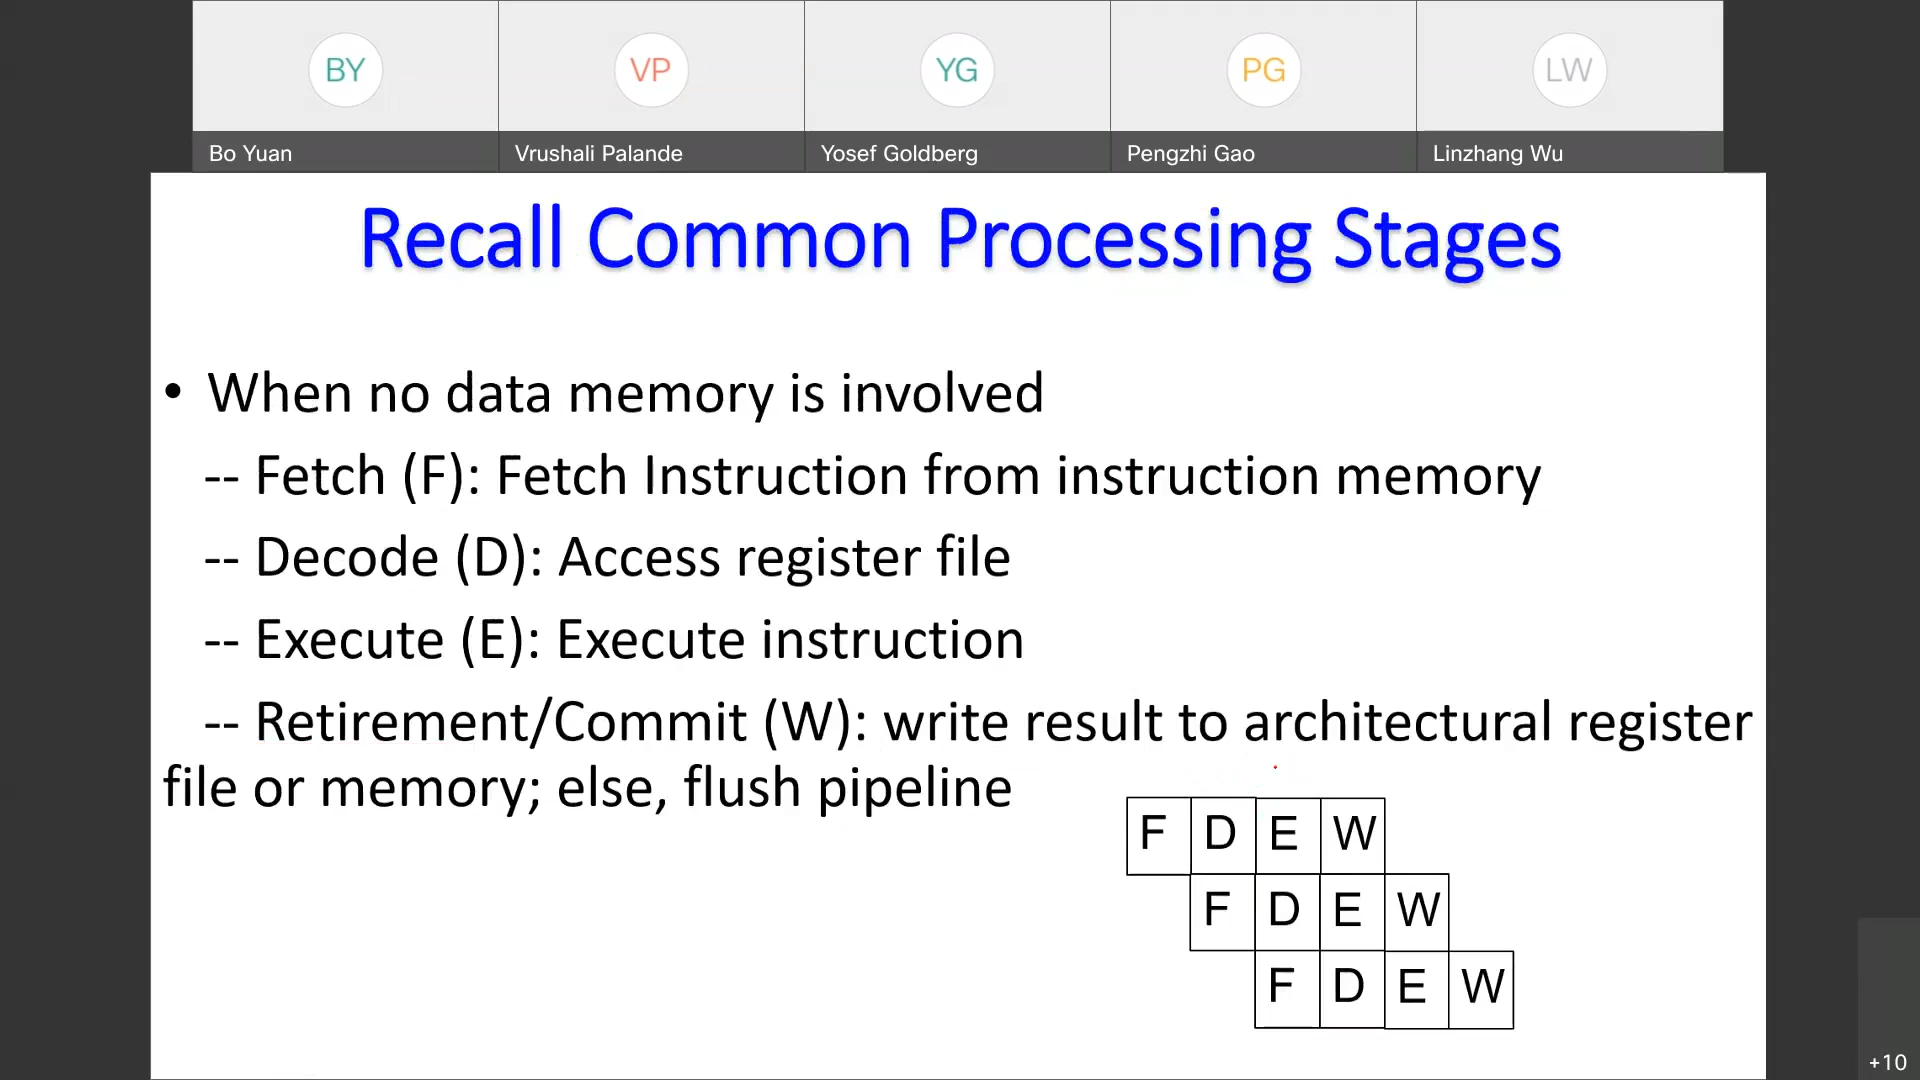 BY VP YG PG LW
Bo Yuan Vrushali Palande Yosef Goldberg Pengzhi Gao Linzhang Wu
Recall Common Processing Stages
• When no data memory is involved
-- Fetch (F): Fetch Instruction from instruction memory
-- Decode (D): Access register file
-- Execute (E): Execute instruction
-- Retirement/Commit (W): write result to architectural register
file or memory; else, flush pipeline
F D E W
F D E W
F D E W
+10